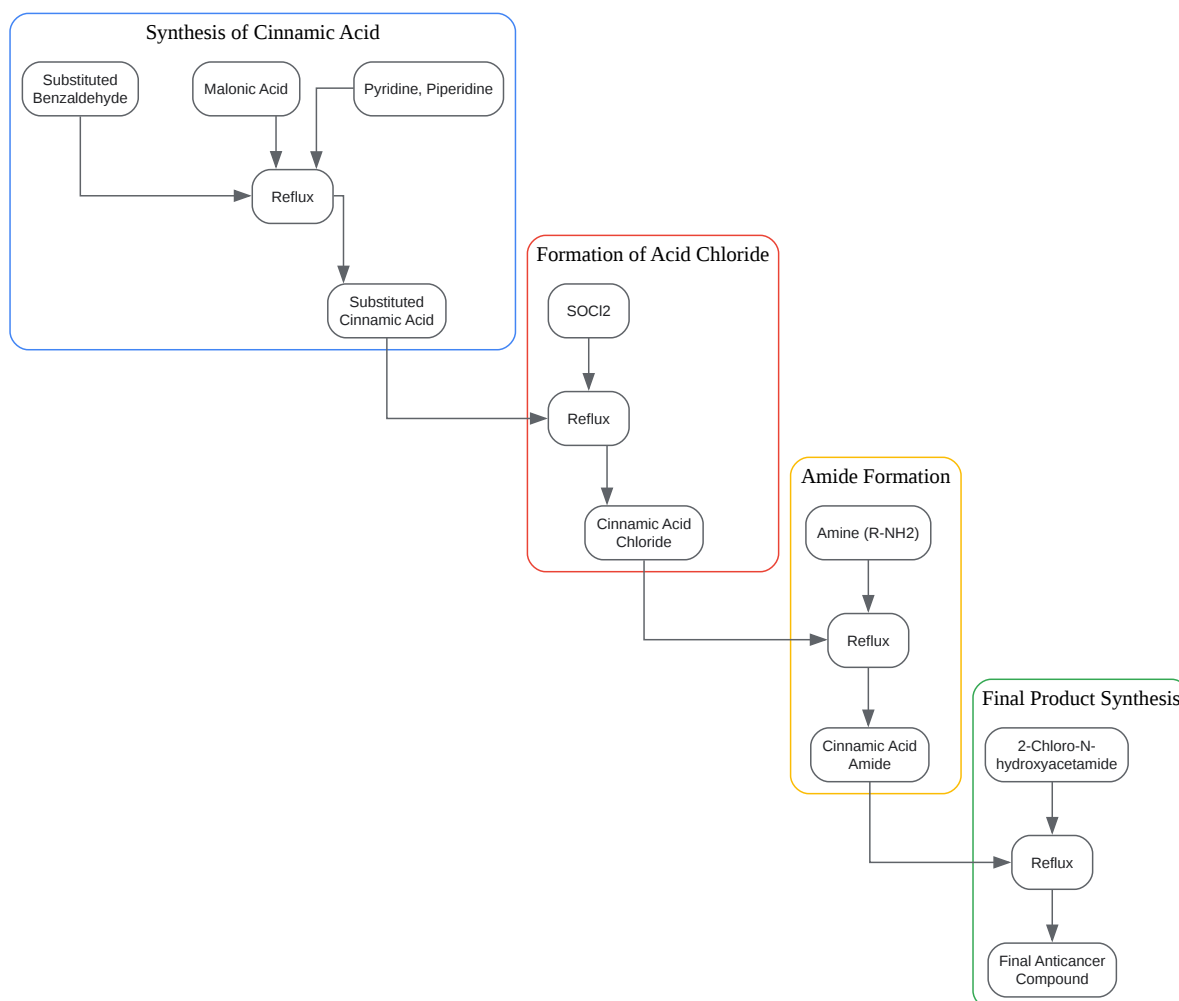 Synthesis of Cinnamic Acid
Substituted
Benzaldehyde
Malonic Acid
Pyridine, Piperidine
Reflux
Substituted
Cinnamic Acid
Formation of Acid Chloride
SOCl2
Reflux
Cinnamic Acid
Chloride
Amide Formation
Amine (R-NH2)
Reflux
Cinnamic Acid
Amide
Final Product Synthesis
2-Chloro-N-
hydroxyacetamide
Reflux
Final Anticancer
Compound